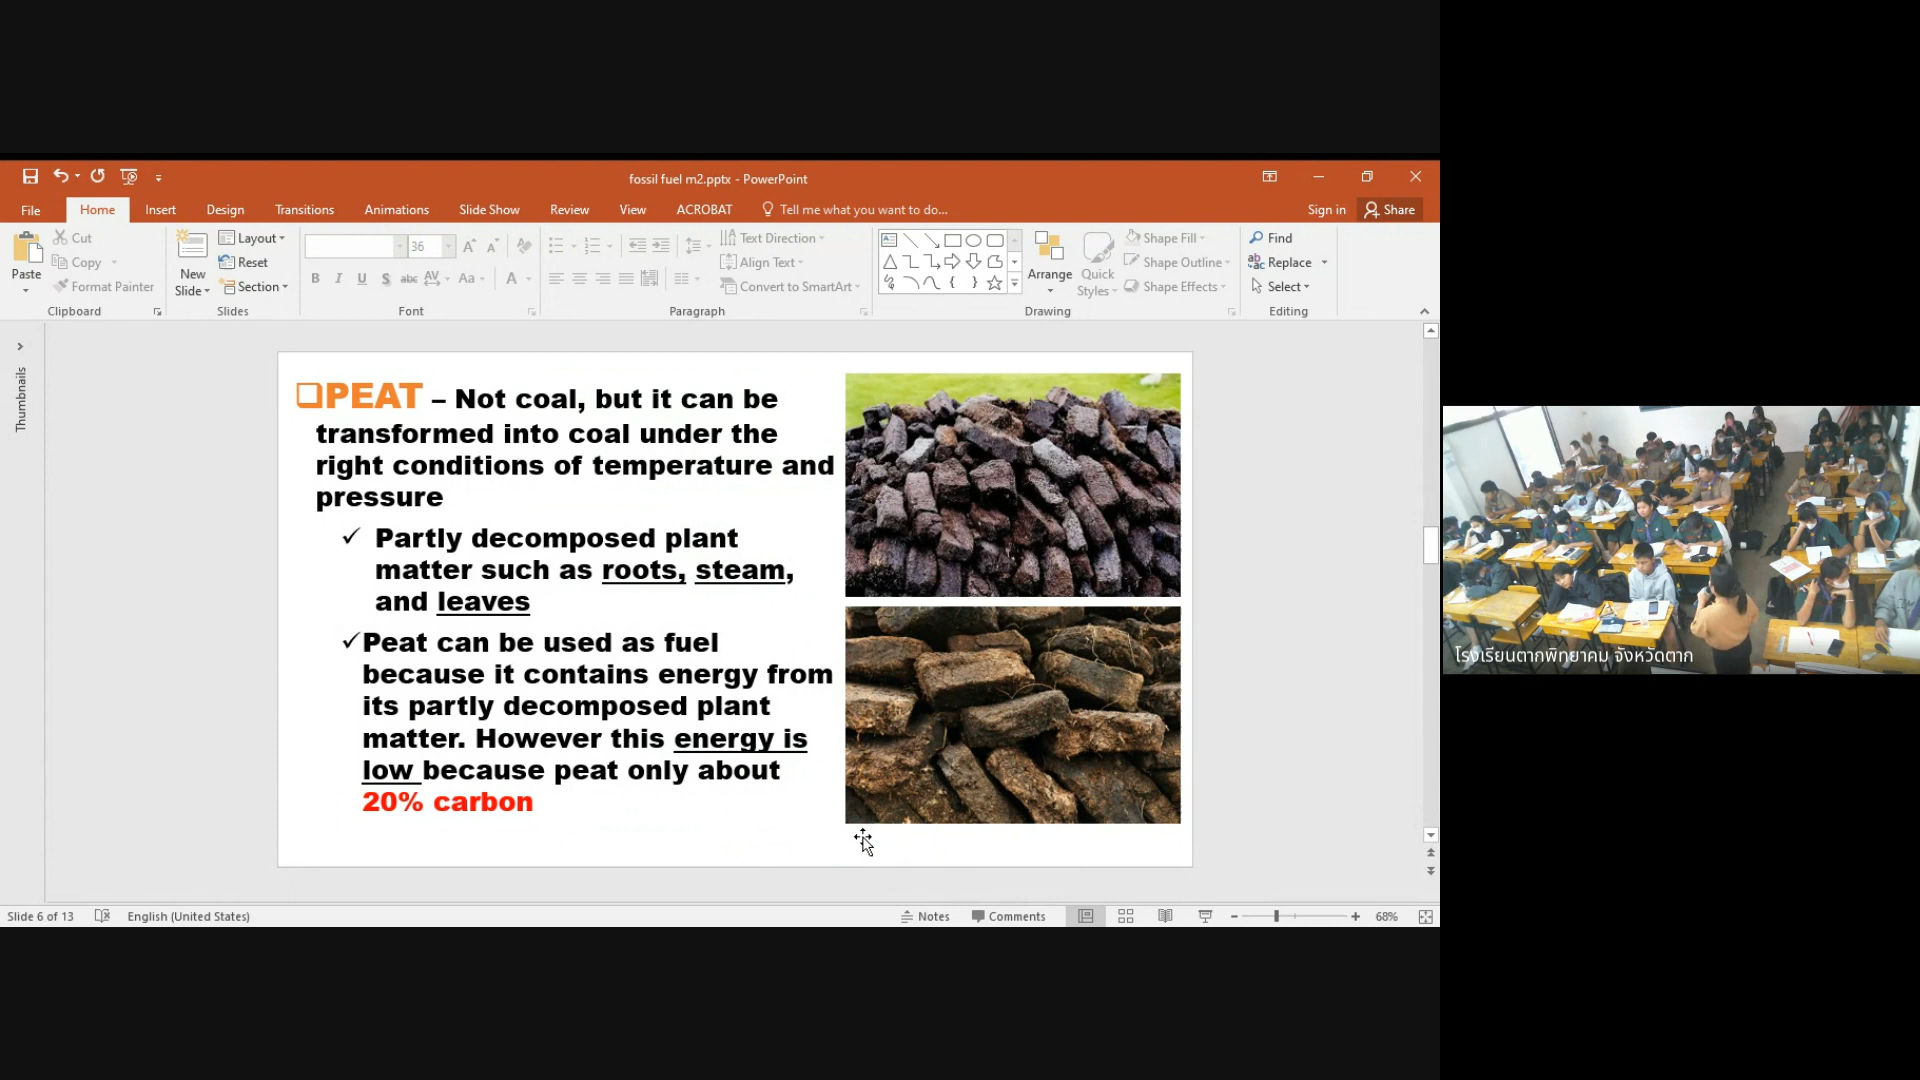 fossil fuel m2.pptx - PowerPoint
File Home Insert Design Transitions Animations Slide Show Review View ACROBAT Tell me what you want to do... Sign in Share
Paste
Cut
Copy
Format Painter
Clipboard
New Slide
Layout
Reset
Section
Slides
36
B I U S abc AV Aa A
Font
Text Direction
Align Text
Convert to SmartArt
Paragraph
Arrange
Quick Styles
Shape Fill
Shape Outline
Shape Effects
Drawing
Find
Replace
Select
Editing
Thumbnails
PEAT – Not coal, but it can be
transformed into coal under the
right conditions of temperature and
pressure
✓ Partly decomposed plant
matter such as roots, steam,
and leaves
✓Peat can be used as fuel
because it contains energy from
its partly decomposed plant
matter. However this energy is
low because peat only about
20% carbon
โรงเรียนตากพิทยาคม จังหวัดตาก
Slide 6 of 13 English (United States) Notes Comments 68%